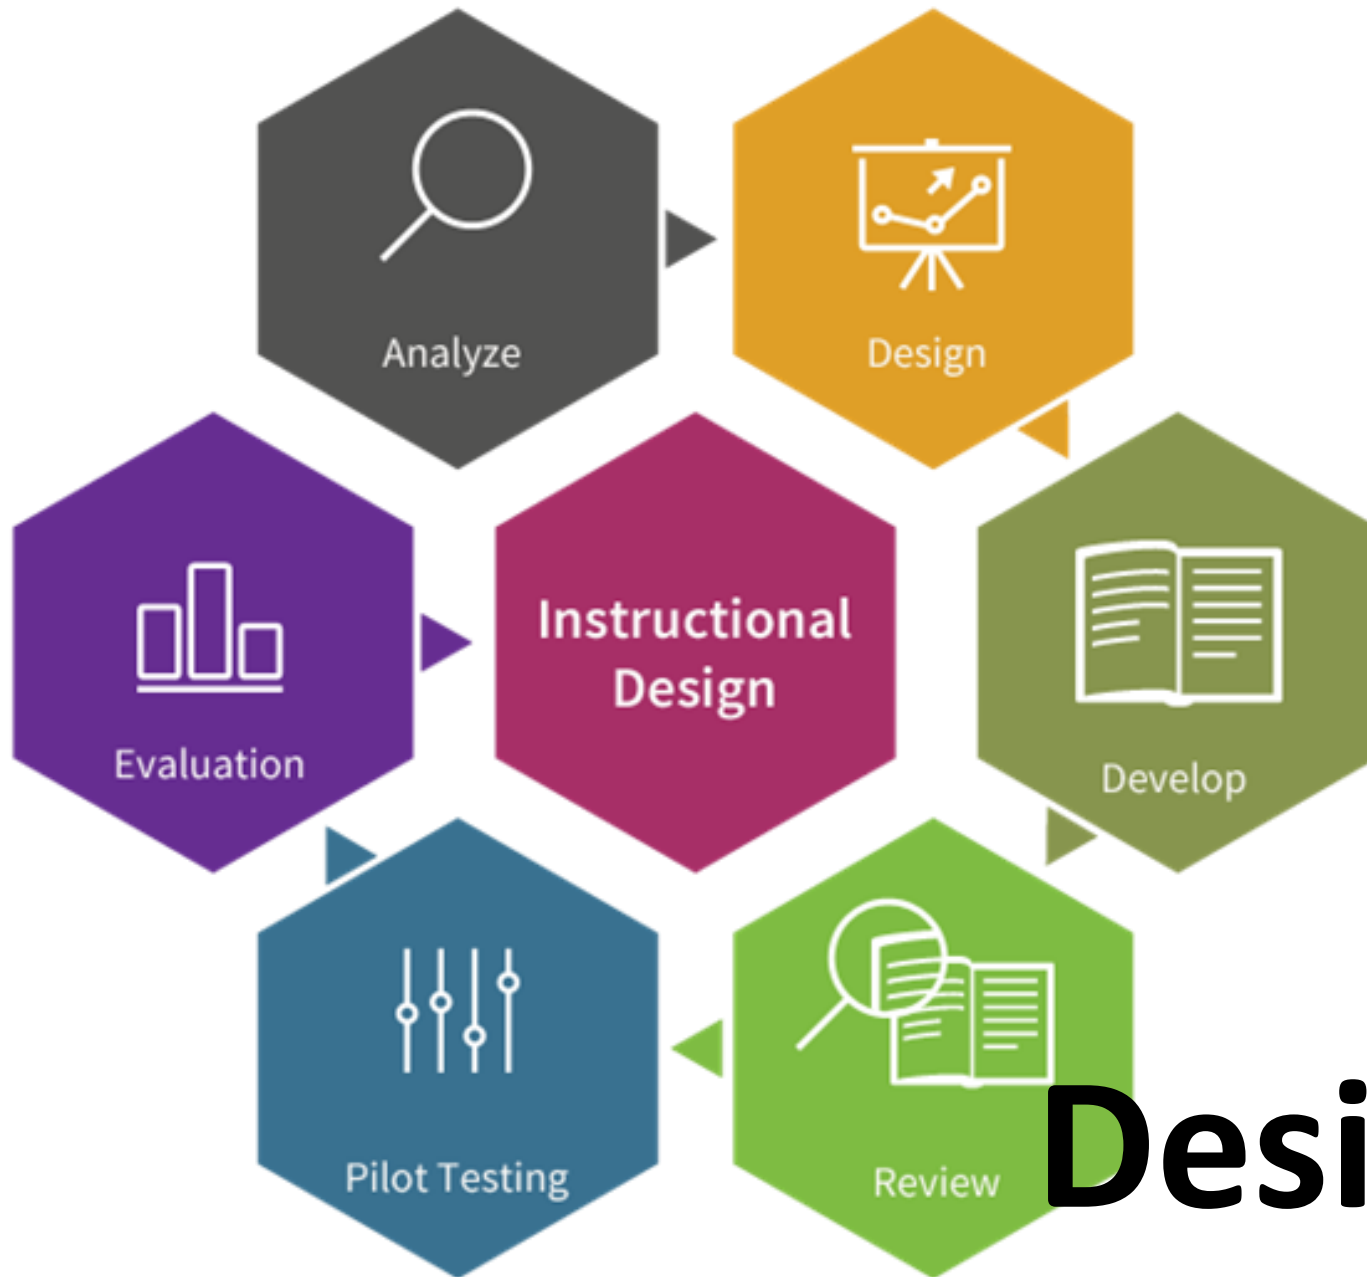 Analyze
Design
Instructional
Design
Evaluation
Develop
Pilot Testing
Review
Desi